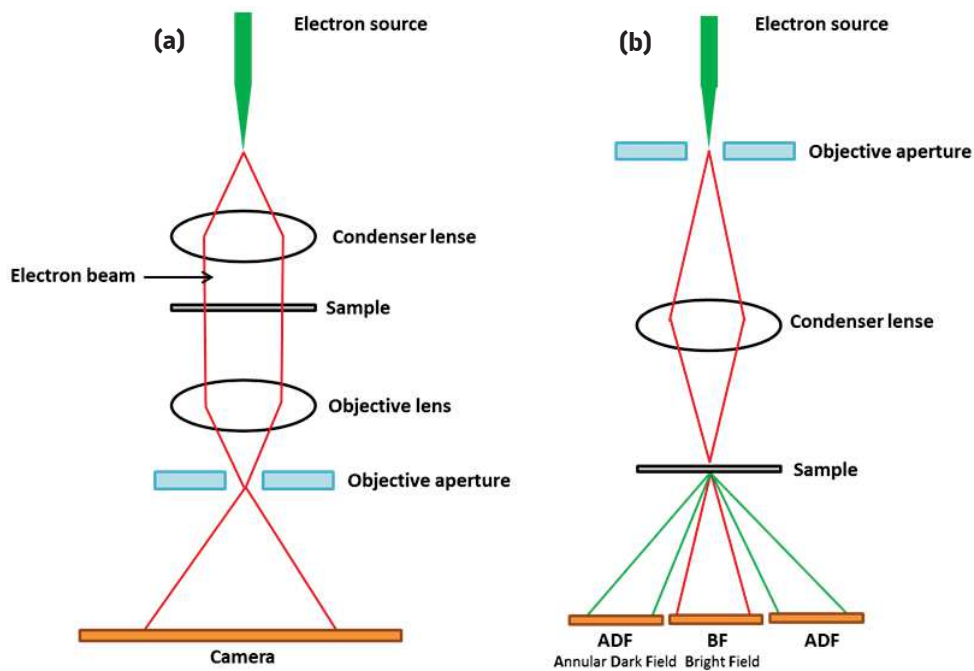 (a)
Electron source
Condenser lense
Electron beam
Sample
Objective lens
Objective aperture
Camera
(b)
Electron source
Objective aperture
Condenser lense
Sample
ADF
Annular Dark Field
BF
Bright Field
ADF